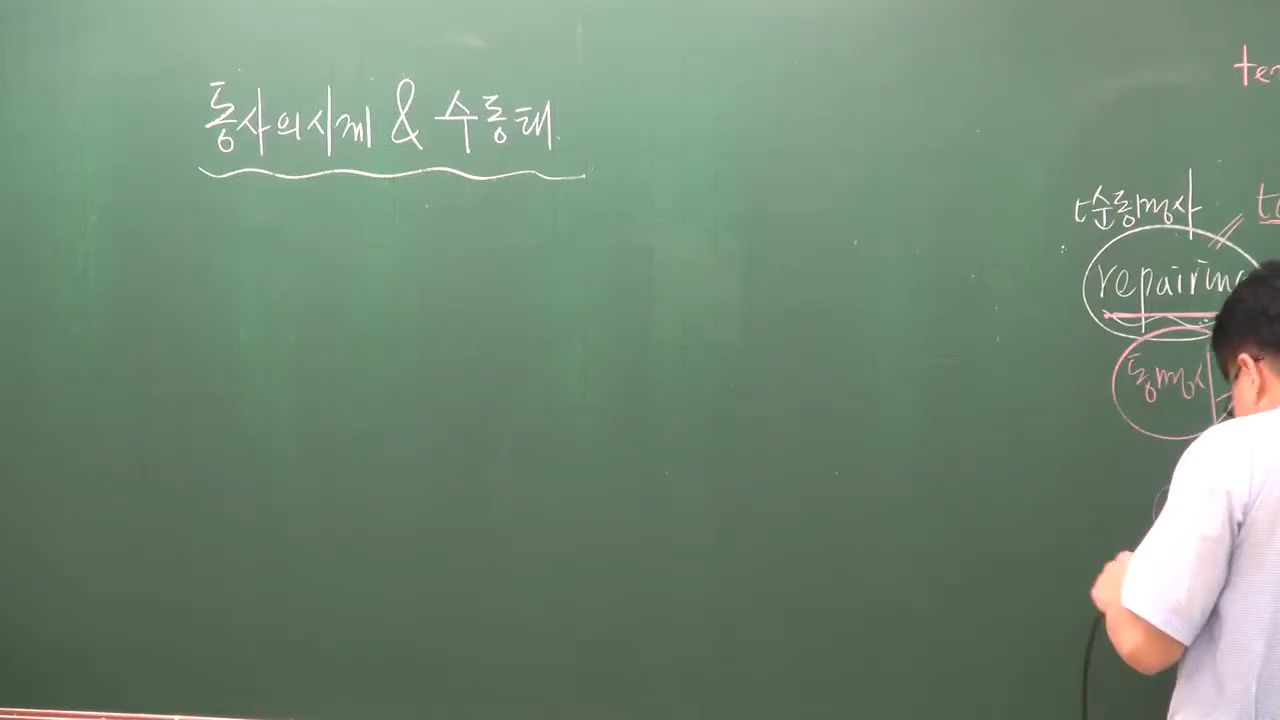 동사의 시제 & 수동태
순동명사
repairing
동명사